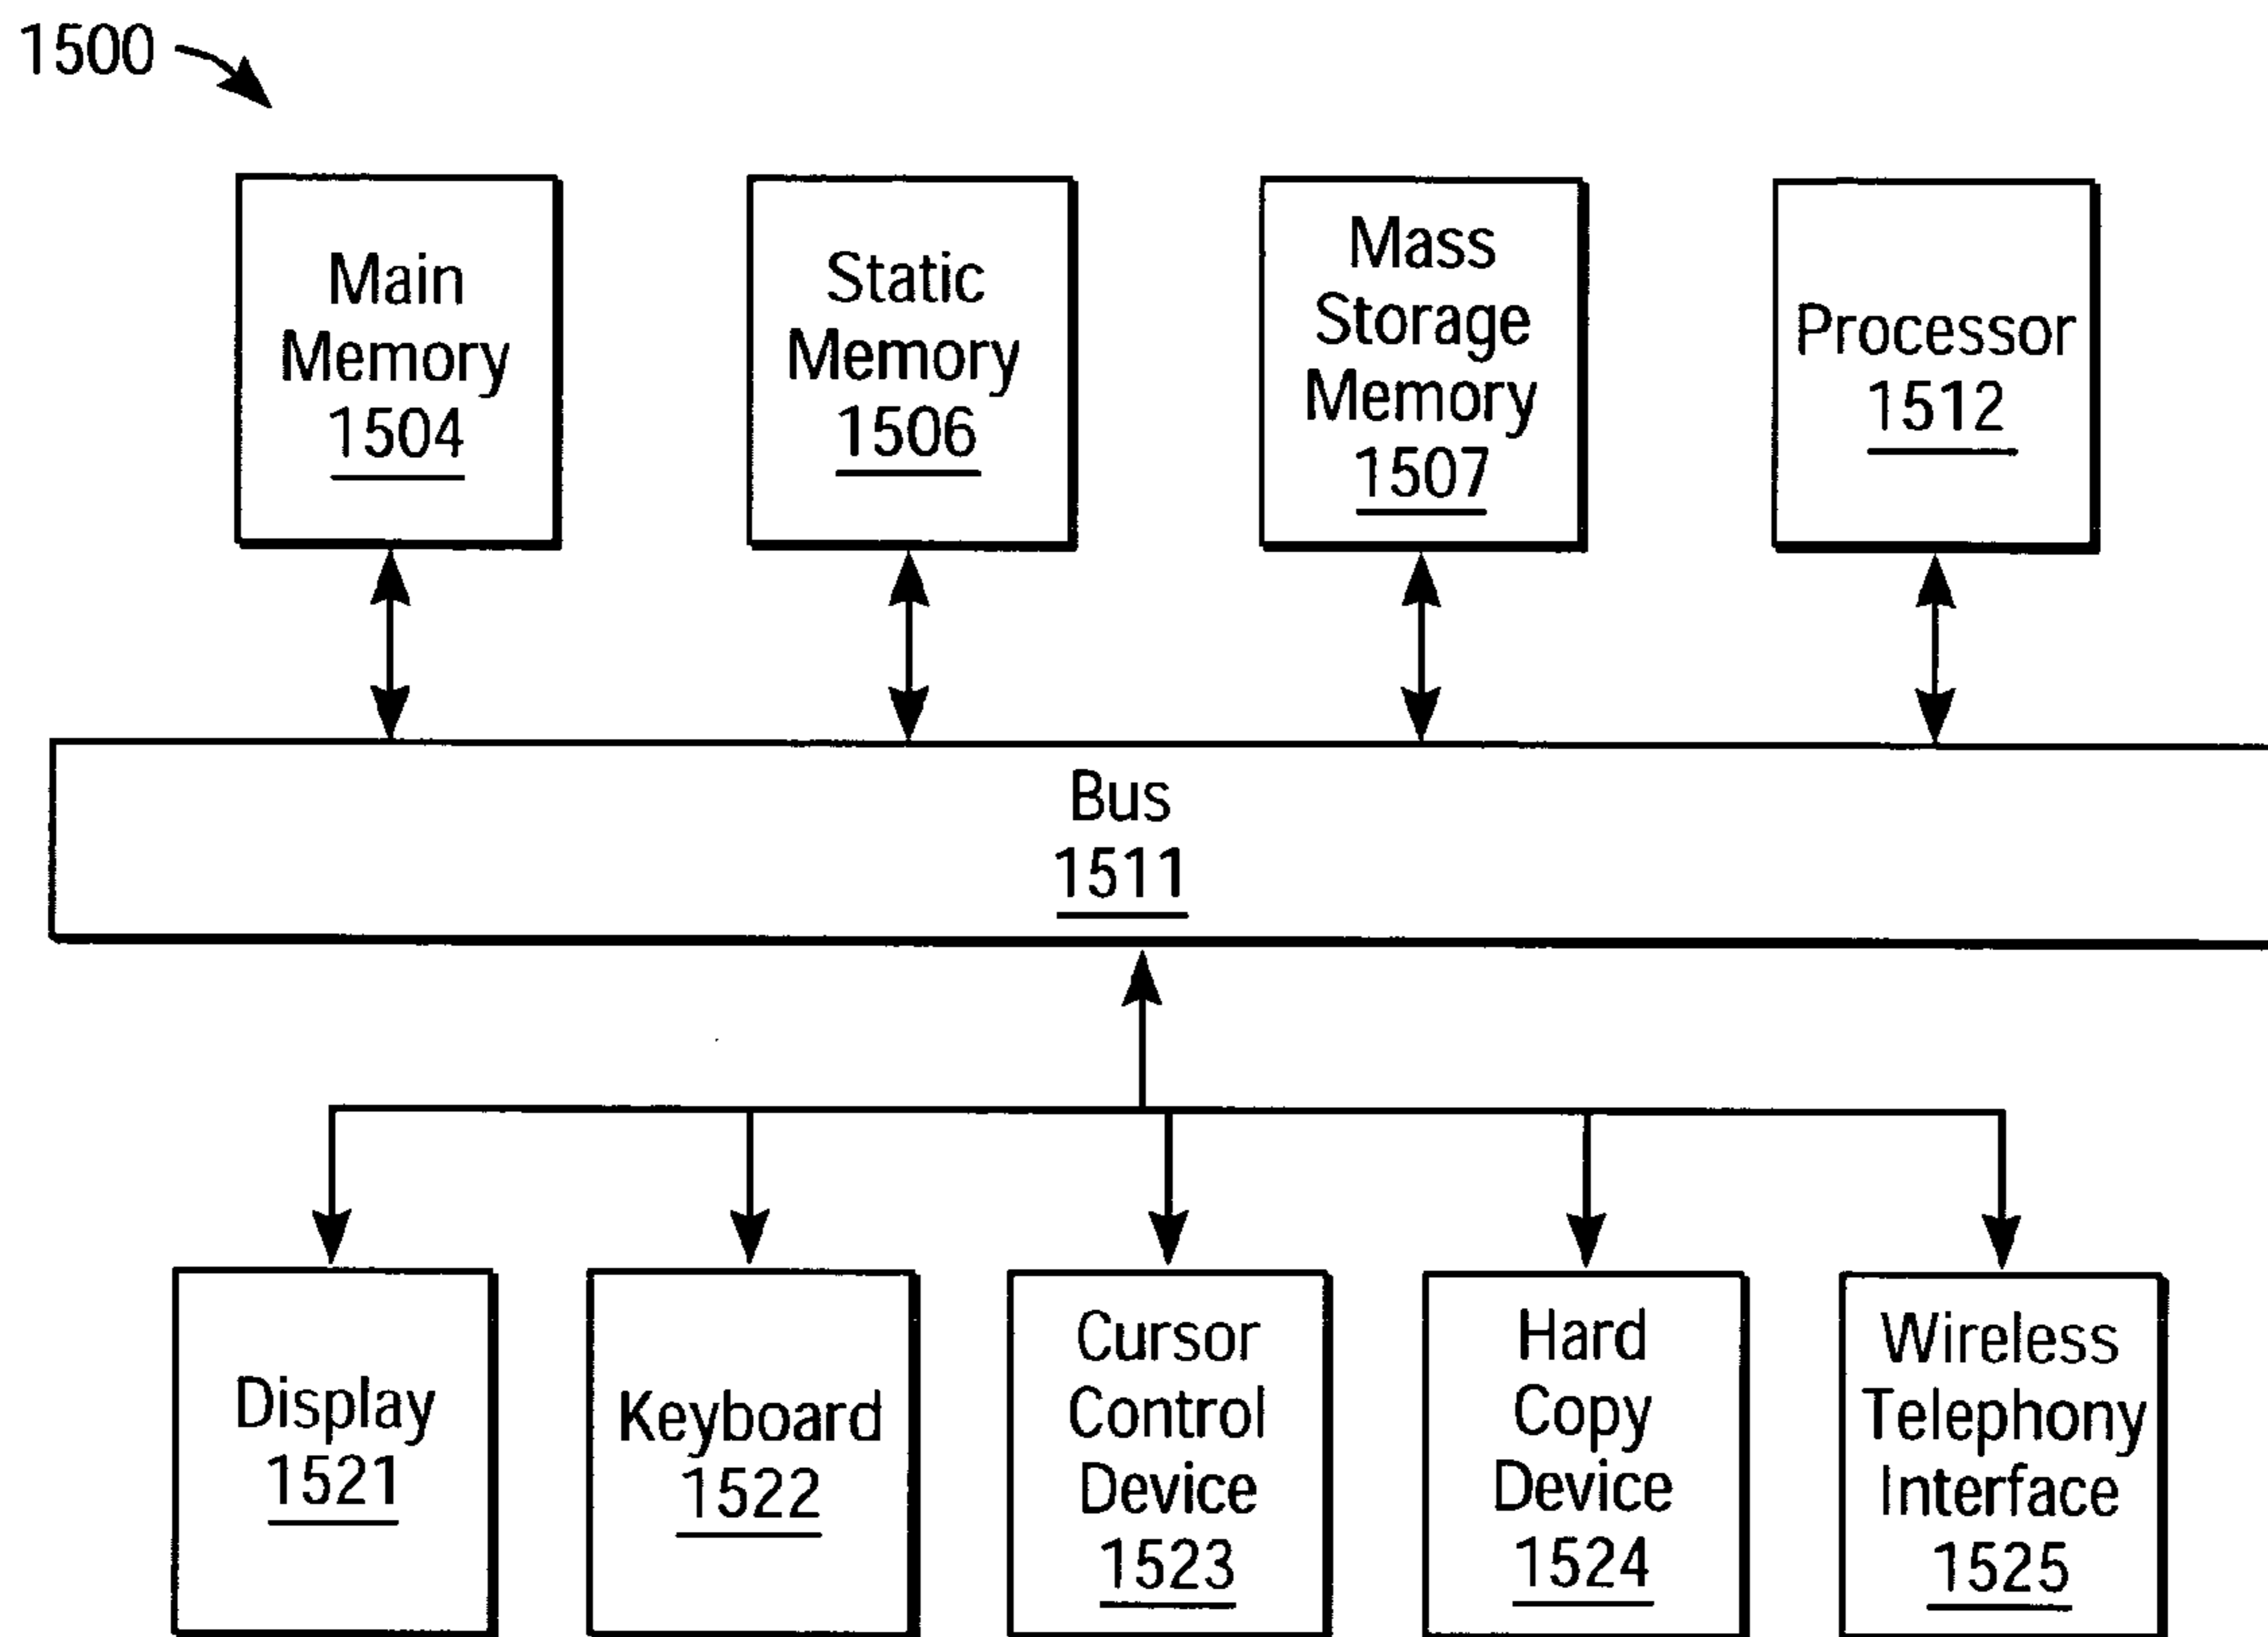 1500
Main
Memory
1504
Static
Memory
1506
Mass
Storage
Memory
1507
Processor
1512
Bus
1511
Display
1521
Keyboard
1522
Cursor
Control
Device
1523
Hard
Copy
Device
1524
Wireless
Telephony
Interface
1525